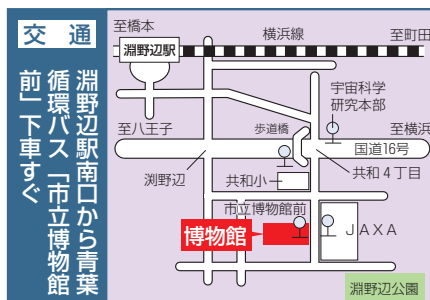 交通
淵野辺駅南口から青葉
循環バス「市立博物館
前」下車すぐ
至橋本
横浜線
至町田
淵野辺駅
宇宙科学
研究本部
至八王子
歩道橋
至横浜
国道16号
渕野辺
共和小
共和4丁目
市立博物館前
博物館
JAXA
淵野辺公園